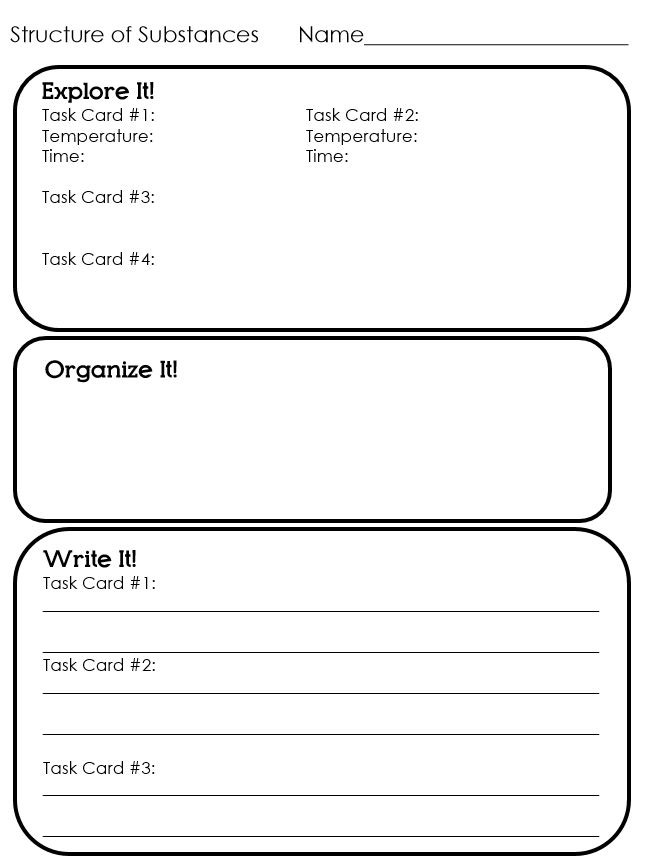 Structure of Substances Name
Explore It!
Task Card #1: Task Card #2:
Temperature: Temperature:
Time: Time:
Task Card #3:
Task Card #4:
Organize It!
Write It!
Task Card #1:
Task Card #2:
Task Card #3: